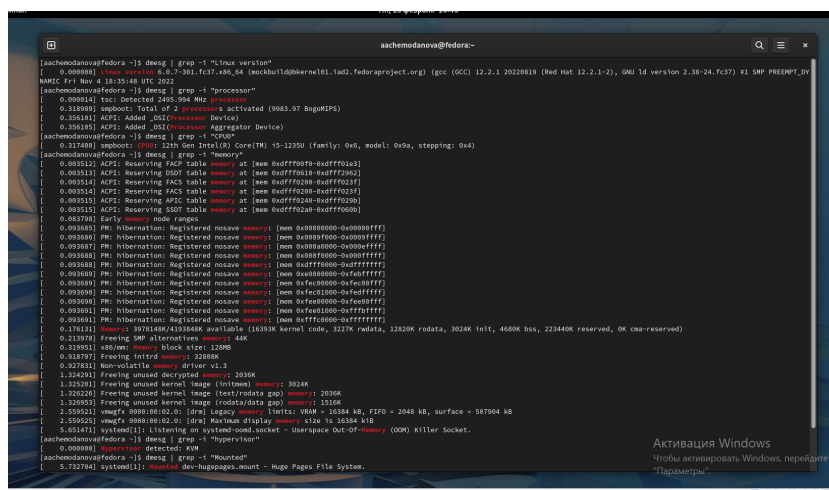 aachemodanova@fedora:~
[aachemodanova@fedora ~]$ dmesg | grep -i "Linux version"
[    0.000000] Linux version 6.0.7-301.fc37.x86_64 (mockbuild@bkernel01.iad2.fedoraproject.org) (gcc (GCC) 12.2.1 20220819 (Red Hat 12.2.1-2), GNU ld version 2.38-24.fc37) #1 SMP PREEMPT_DY
NAMIC Fri Nov 4 18:35:48 UTC 2022
[aachemodanova@fedora ~]$ dmesg | grep -i "processor"
[    0.000014] tsc: Detected 2495.994 MHz processor
[    0.318989] smpboot: Total of 2 processors activated (9983.97 BogoMIPS)
[    0.356101] ACPI: Added _OSI(Processor Device)
[    0.356105] ACPI: Added _OSI(Processor Aggregator Device)
[aachemodanova@fedora ~]$ dmesg | grep -i "CPU0"
[    0.317408] smpboot: CPU0: 12th Gen Intel(R) Core(TM) i5-1235U (family: 0x6, model: 0x9a, stepping: 0x4)
[aachemodanova@fedora ~]$ dmesg | grep -i "memory"
[    0.003512] ACPI: Reserving FACP table memory at [mem 0xdfff00f0-0xdfff01e3]
[    0.003513] ACPI: Reserving DSDT table memory at [mem 0xdfff0610-0xdfff2962]
[    0.003514] ACPI: Reserving FACS table memory at [mem 0xdfff0200-0xdfff023f]
[    0.003514] ACPI: Reserving FACS table memory at [mem 0xdfff0200-0xdfff023f]
[    0.003515] ACPI: Reserving APIC table memory at [mem 0xdfff0240-0xdfff029b]
[    0.003515] ACPI: Reserving SSDT table memory at [mem 0xdfff02a0-0xdfff060b]
[    0.083798] Early memory node ranges
[    0.093685] PM: hibernation: Registered nosave memory: [mem 0x00000000-0x00000fff]
[    0.093686] PM: hibernation: Registered nosave memory: [mem 0x0009f000-0x0009ffff]
[    0.093687] PM: hibernation: Registered nosave memory: [mem 0x000a0000-0x000effff]
[    0.093687] PM: hibernation: Registered nosave memory: [mem 0x000f0000-0x000fffff]
[    0.093688] PM: hibernation: Registered nosave memory: [mem 0xdfff0000-0xdfffffff]
[    0.093689] PM: hibernation: Registered nosave memory: [mem 0xe0000000-0xfebfffff]
[    0.093689] PM: hibernation: Registered nosave memory: [mem 0xfec00000-0xfec00fff]
[    0.093690] PM: hibernation: Registered nosave memory: [mem 0xfec01000-0xfedfffff]
[    0.093690] PM: hibernation: Registered nosave memory: [mem 0xfee00000-0xfee00fff]
[    0.093691] PM: hibernation: Registered nosave memory: [mem 0xfee01000-0xfffbffff]
[    0.093691] PM: hibernation: Registered nosave memory: [mem 0xfffc0000-0xffffffff]
[    0.176131] Memory: 3970148K/4193848K available (16393K kernel code, 3227K rwdata, 12820K rodata, 3024K init, 4680K bss, 223440K reserved, 0K cma-reserved)
[    0.213978] Freeing SMP alternatives memory: 44K
[    0.319951] x86/mm: Memory block size: 128MB
[    0.918797] Freeing initrd memory: 32808K
[    0.927831] Non-volatile memory driver v1.3
[    1.324291] Freeing unused decrypted memory: 2036K
[    1.325201] Freeing unused kernel image (initmem) memory: 3024K
[    1.326226] Freeing unused kernel image (text/rodata gap) memory: 2036K
[    1.326953] Freeing unused kernel image (rodata/data gap) memory: 1516K
[    2.559521] vmwgfx 0000:00:02.0: [drm] Legacy memory limits: VRAM = 16384 kB, FIFO = 2048 kB, surface = 507904 kB
[    2.559525] vmwgfx 0000:00:02.0: [drm] Maximum display memory size is 16384 kiB
[    5.651471] systemd[1]: Listening on systemd-oomd.socket - Userspace Out-Of-Memory (OOM) Killer Socket.
[aachemodanova@fedora ~]$ dmesg | grep -i "hypervisor"
[    0.000000] Hypervisor detected: KVM
[aachemodanova@fedora ~]$ dmesg | grep -i "Mounted"
[    5.732704] systemd[1]: Mounted dev-hugepages.mount - Huge Pages File System.
Активация Windows
Чтобы активировать Windows, перейдите
"Параметры".